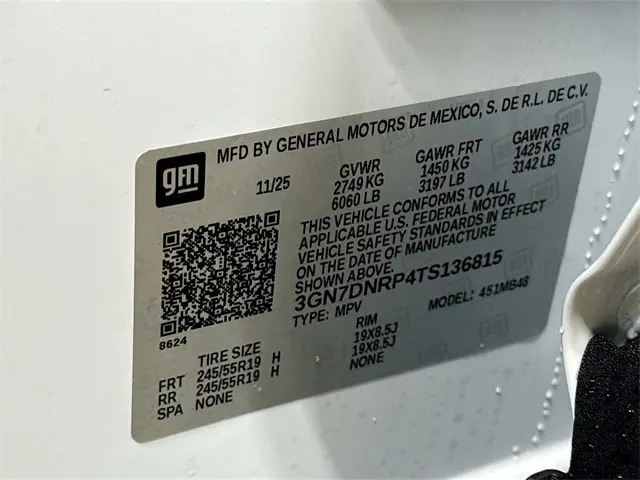 gm
MFD BY GENERAL MOTORS DE MEXICO, S. DE R.L. DE C.V.
11/25
GVWR
2749 KG
6060 LB
GAWR FRT
1450 KG
3197 LB
GAWR RR
1425 KG
3142 LB
THIS VEHICLE CONFORMS TO ALL
APPLICABLE U.S. FEDERAL MOTOR
VEHICLE SAFETY STANDARDS IN EFFECT
ON THE DATE OF MANUFACTURE
SHOWN ABOVE.
3GN7DNRP4TS136815
TYPE: MPV
MODEL: 451MB48
8624
TIRE SIZE
RIM
FRT 245/55R19 H 19X8.5J
RR 245/55R19 H 19X8.5J
SPA NONE NONE